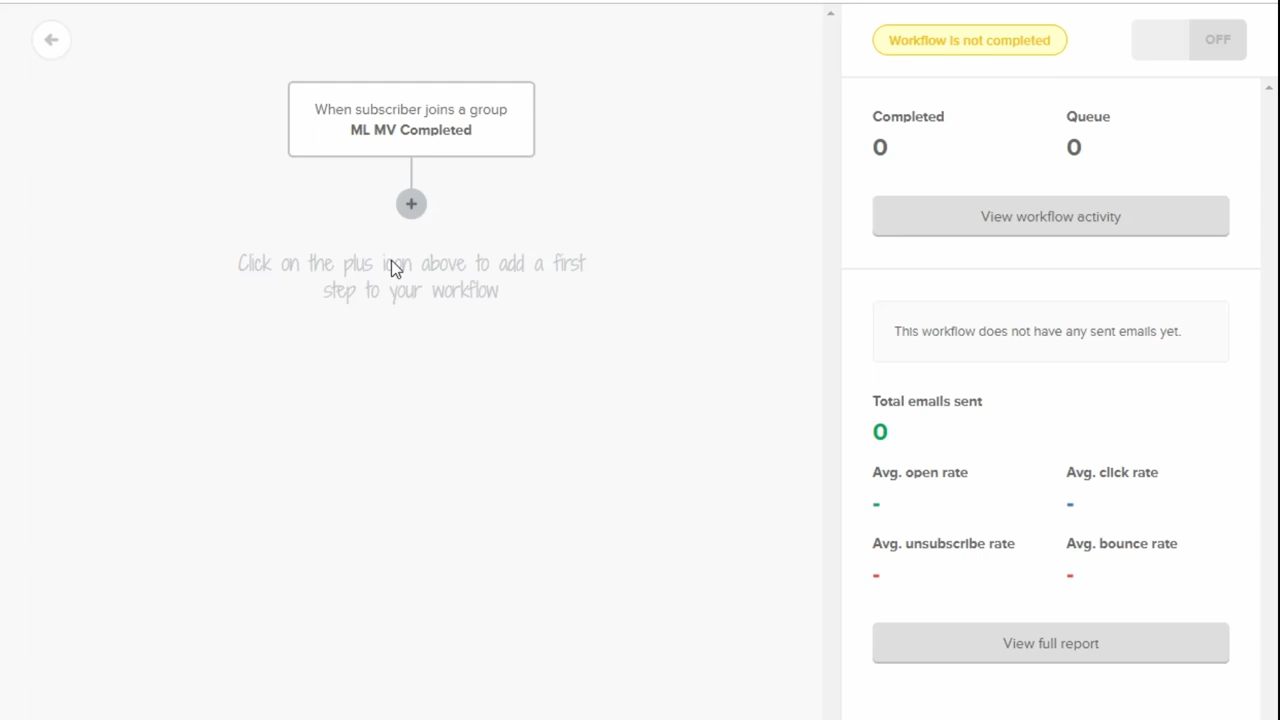 Workflow is not completed
OFF
When subscriber joins a group
ML MV Completed
Click on the plus icon above to add a first
step to your workflow
Completed
Queue
0
0
View workflow activity
This workflow does not have any sent emails yet.
Total emails sent
0
Avg. open rate
Avg. click rate
-
-
Avg. unsubscribe rate
Avg. bounce rate
-
-
View full report